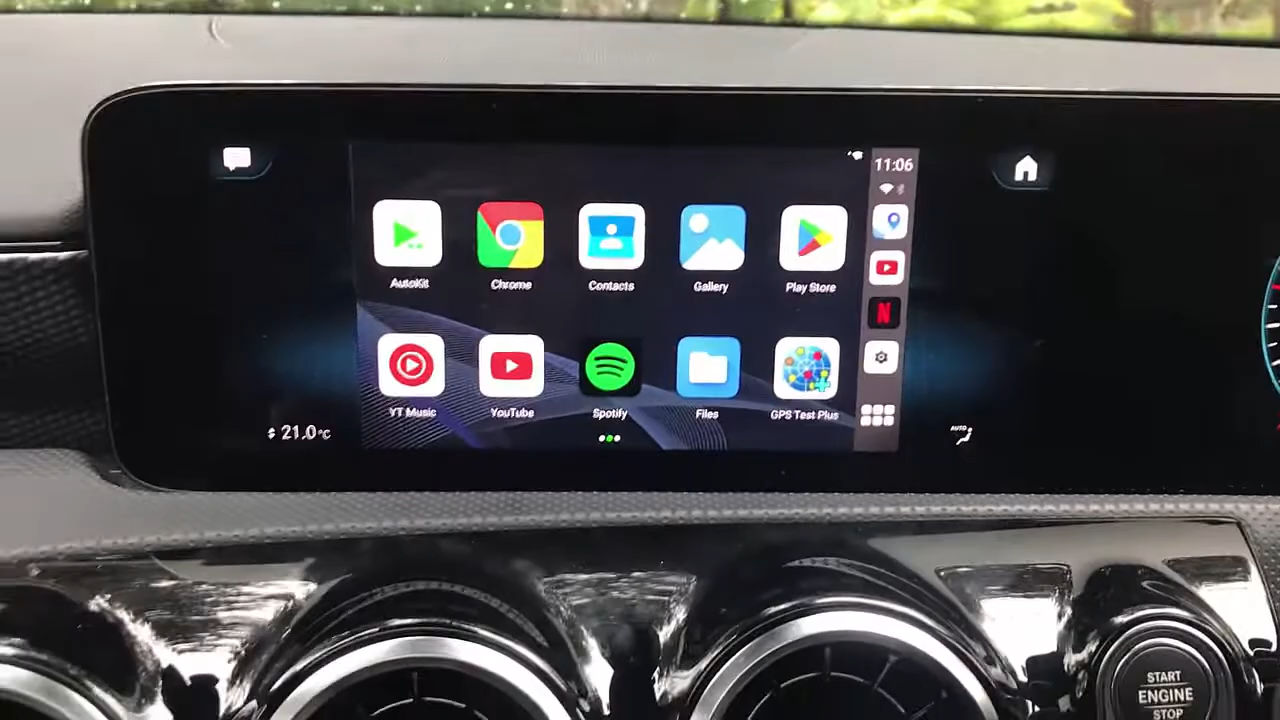 11:06
AutoKit
Chrome
Contacts
Gallery
Play Store
N
YT Music
YouTube
Spotify
Files
GPS Test Plus
21.0°C
AUTO
START
ENGINE
STOP